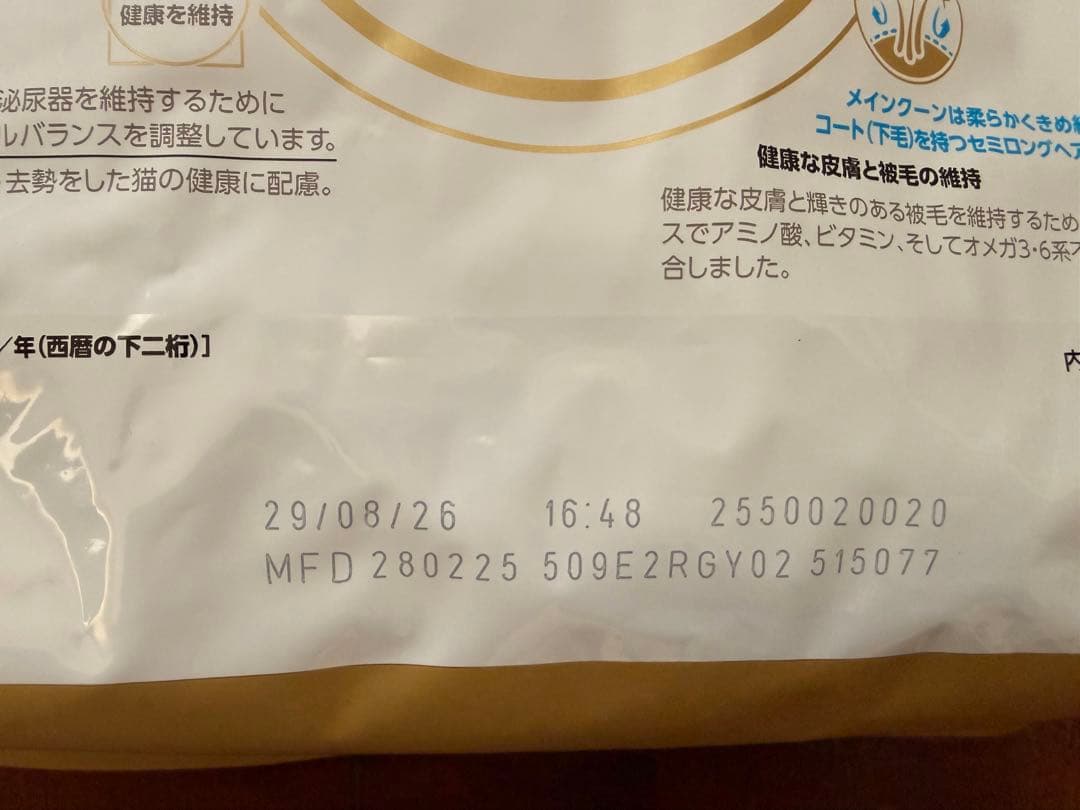 健康を維持
泌尿器を維持するために
ルバランスを調整しています。
去勢をした猫の健康に配慮。
メインクーンは柔らかくきめ
コート(下毛)を持つセミロングヘア
健康な皮膚と被毛の維持
健康な皮膚と輝きのある被毛を維持するため
スでアミノ酸、ビタミン、そしてオメガ3・6系
合しました。
/年(西暦の下二桁)]
内
29/08/26 16:48 2550020020
MFD 280225 509E2RGY02 515077